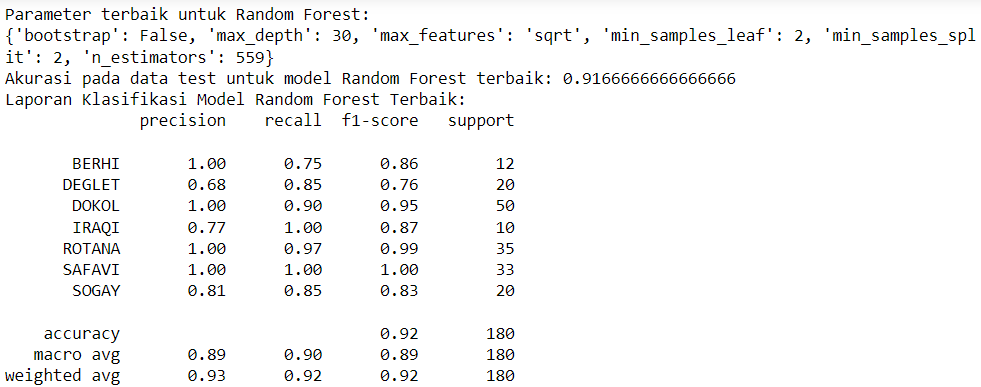 Parameter terbaik untuk Random Forest:
{'bootstrap': False, 'max_depth': 30, 'max_features': 'sqrt', 'min_samples_leaf': 2, 'min_samples_spl
it': 2, 'n_estimators': 559}
Akurasi pada data test untuk model Random Forest terbaik: 0.9166666666666666
Laporan Klasifikasi Model Random Forest Terbaik:
precision recall f1-score support
BERHI 1.00 0.75 0.86 12
DEGLET 0.68 0.85 0.76 20
DOKOL 1.00 0.90 0.95 50
IRAQI 0.77 1.00 0.87 10
ROTANA 1.00 0.97 0.99 35
SAFAVI 1.00 1.00 1.00 33
SOGAY 0.81 0.85 0.83 20
accuracy 0.92 180
macro avg 0.89 0.90 0.89 180
weighted avg 0.93 0.92 0.92 180